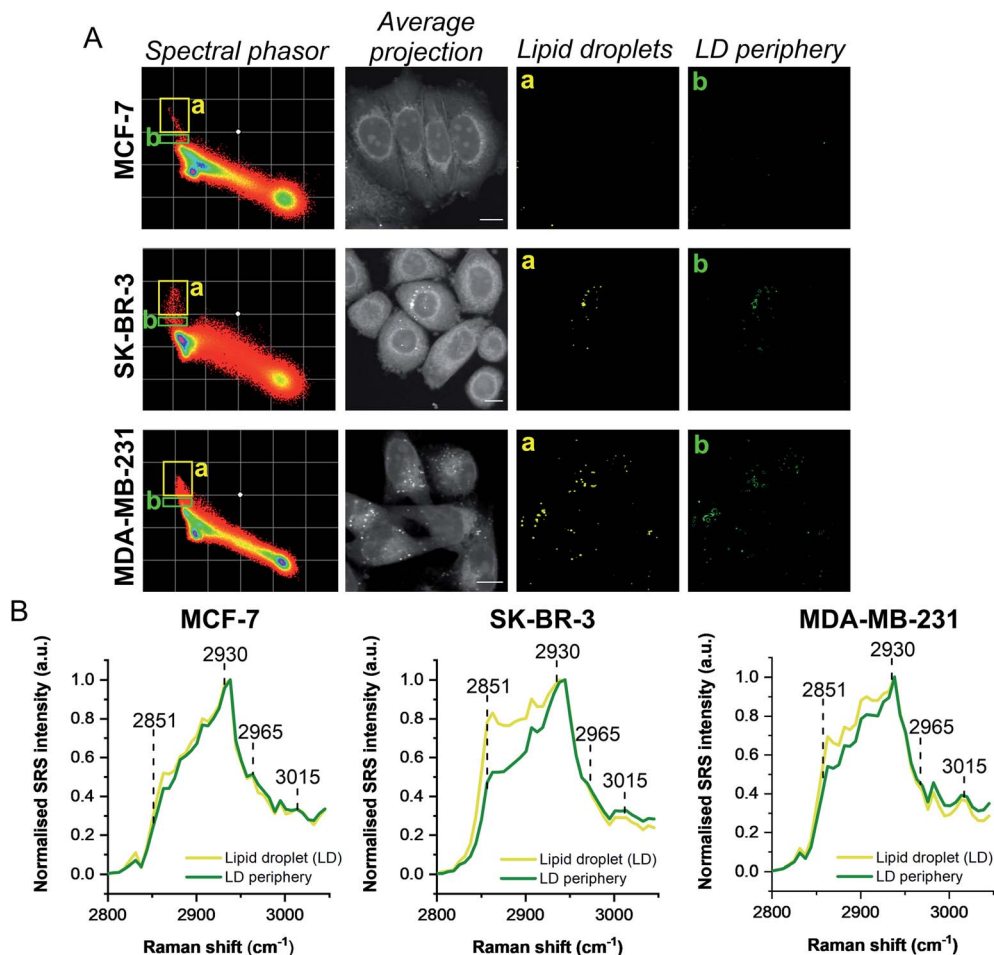 A
Spectral phasor
Average
projection
Lipid droplets
LD periphery
MCF-7
a
b
a
b
SK-BR-3
a
b
a
b
MDA-MB-231
a
b
a
b
B
MCF-7
Normalised SRS intensity (a.u.)
1.0
0.8
0.6
0.4
0.2
0.0
2930
2851
2965
3015
Lipid droplet (LD)
LD periphery
2800
2900
3000
Raman shift (cm⁻¹)
SK-BR-3
Normalised SRS intensity (a.u.)
1.0
0.8
0.6
0.4
0.2
0.0
2930
2851
2965
3015
Lipid droplet (LD)
LD periphery
2800
2900
3000
Raman shift (cm⁻¹)
MDA-MB-231
Normalised SRS intensity (a.u.)
1.0
0.8
0.6
0.4
0.2
0.0
2930
2851
2965
3015
Lipid droplet (LD)
LD periphery
2800
2900
3000
Raman shift (cm⁻¹)